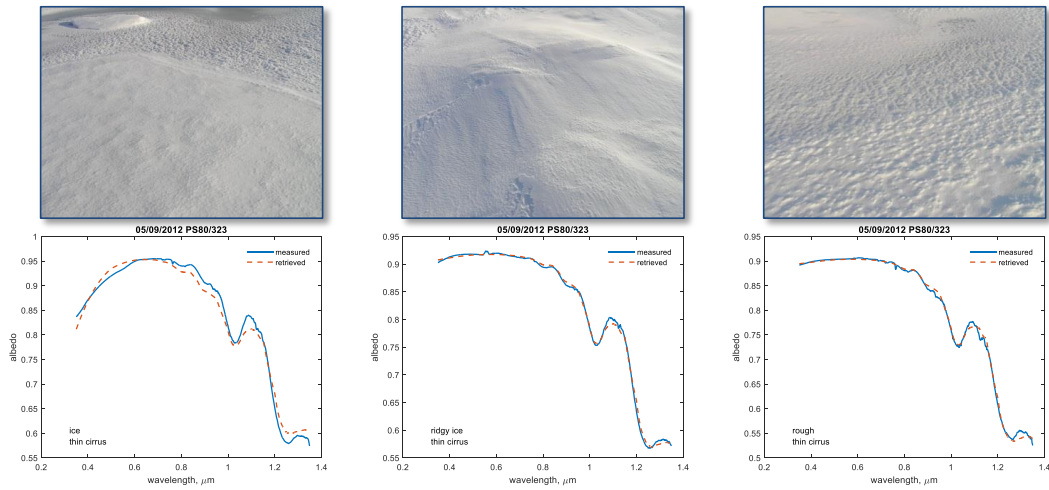 05/09/2012 PS80/323
1
0.95
0.9
0.85
0.8
0.75
0.7
0.65
0.6
0.55
albedo
measured
retrieved
ice
thin cirrus
0.2 0.4 0.6 0.8 1 1.2 1.4
wavelength, μm
05/09/2012 PS80/323
0.95
0.9
0.85
0.8
0.75
0.7
0.65
0.6
0.55
albedo
measured
retrieved
ridgy ice
thin cirrus
0.2 0.4 0.6 0.8 1 1.2 1.4
wavelength, μm
05/09/2012 PS80/323
0.95
0.9
0.85
0.8
0.75
0.7
0.65
0.6
0.55
0.5
albedo
measured
retrieved
rough
thin cirrus
0.2 0.4 0.6 0.8 1 1.2 1.4
wavelength, μm